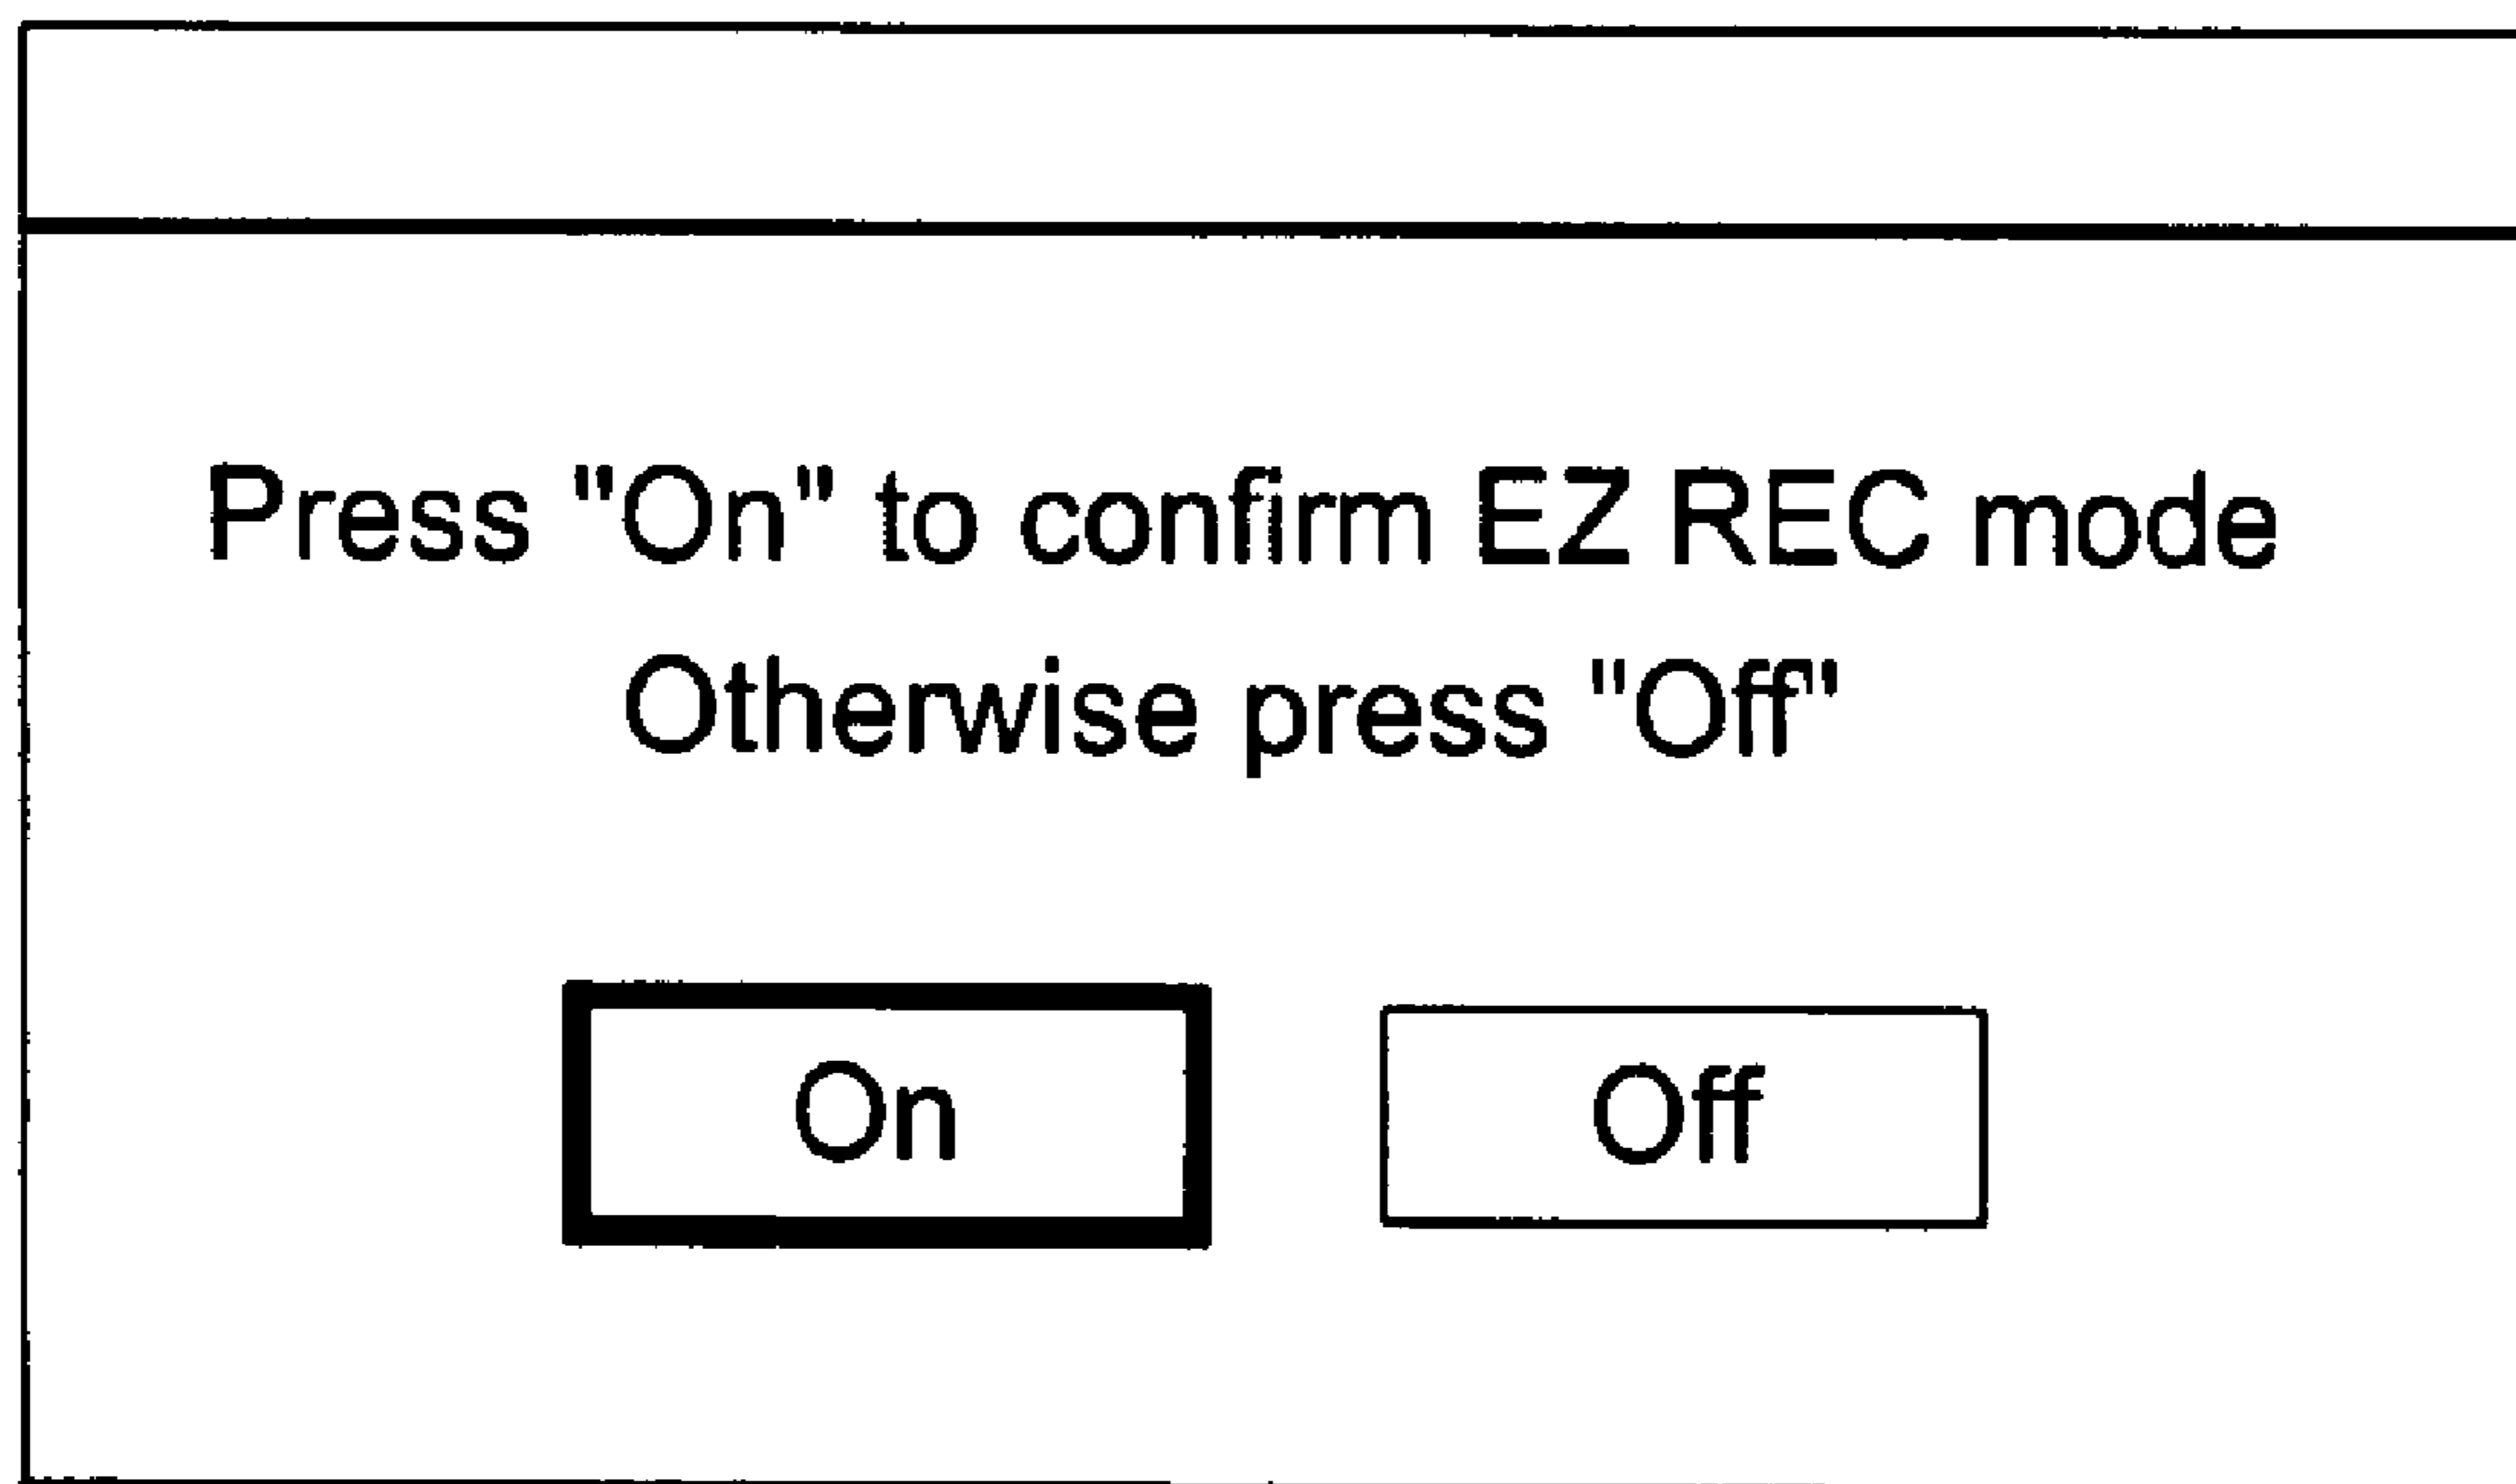 Press "On" to confirm EZ REC mode
Otherwise press "Off"
On Off